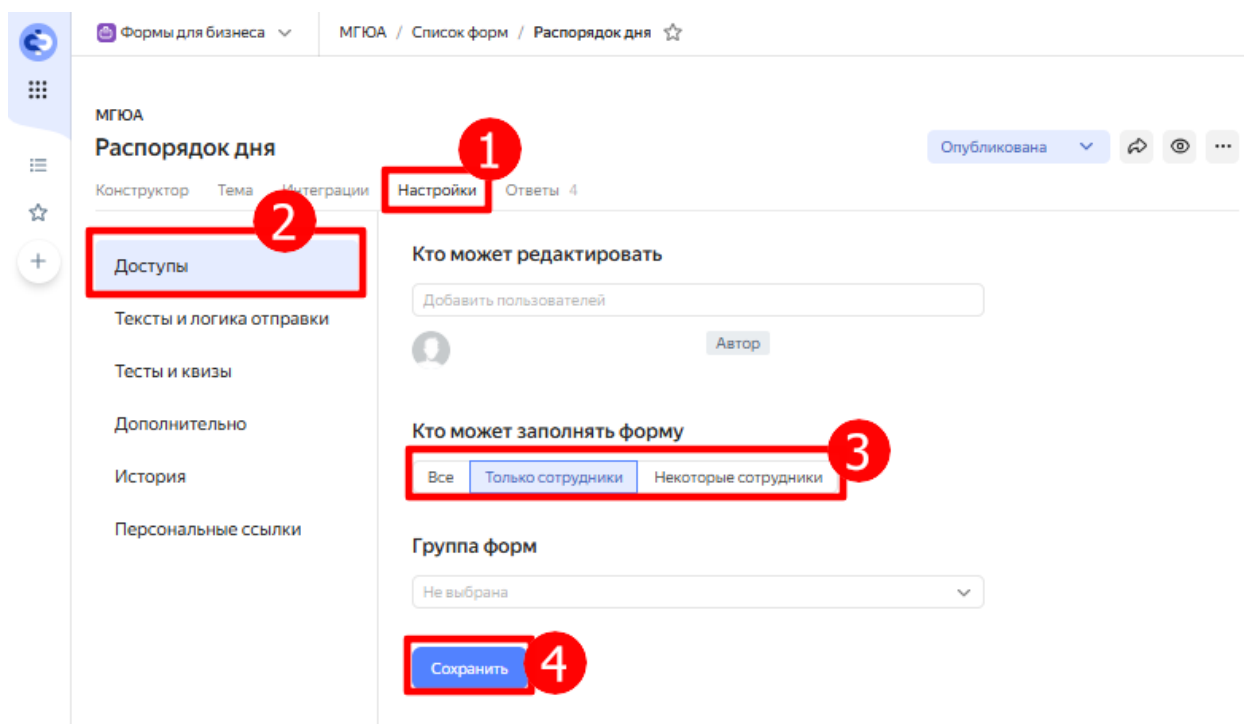 Формы для бизнеса
МГЮА / Список форм / Распорядок дня
МГЮА
Распорядок дня
1
Опубликована
Конструктор Тема Интеграции Настройки Ответы 4
2
Доступы
Кто может редактировать
Добавить пользователей
Тексты и логика отправки
Автор
Тесты и квизы
Дополнительно
Кто может заполнять форму
3
Все Только сотрудники Некоторые сотрудники
История
Персональные ссылки
Группа форм
Не выбрана
Сохранить
4